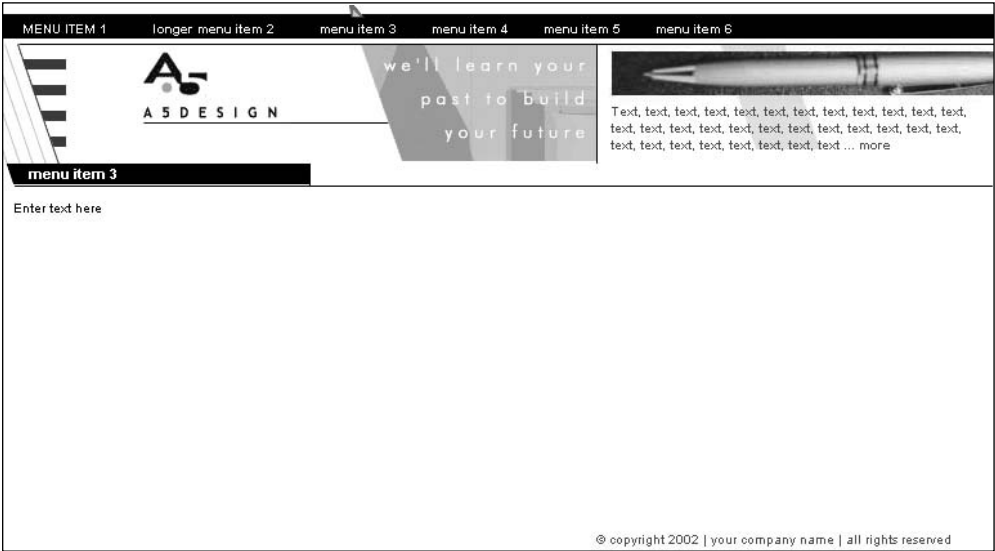 MENU ITEM 1 longer menu item 2 menu item 3 menu item 4 menu item 5 menu item 6
A5
A5DESIGN
we'll learn your
past to build
your future
Text, text, text, text, text, text, text, text, text, text, text, text,
text, text, text, text, text, text, text, text, text, text, text, text,
text, text, text, text, text, text, text, text ... more
menu item 3
Enter text here
© copyright 2002 | your company name | all rights reserved